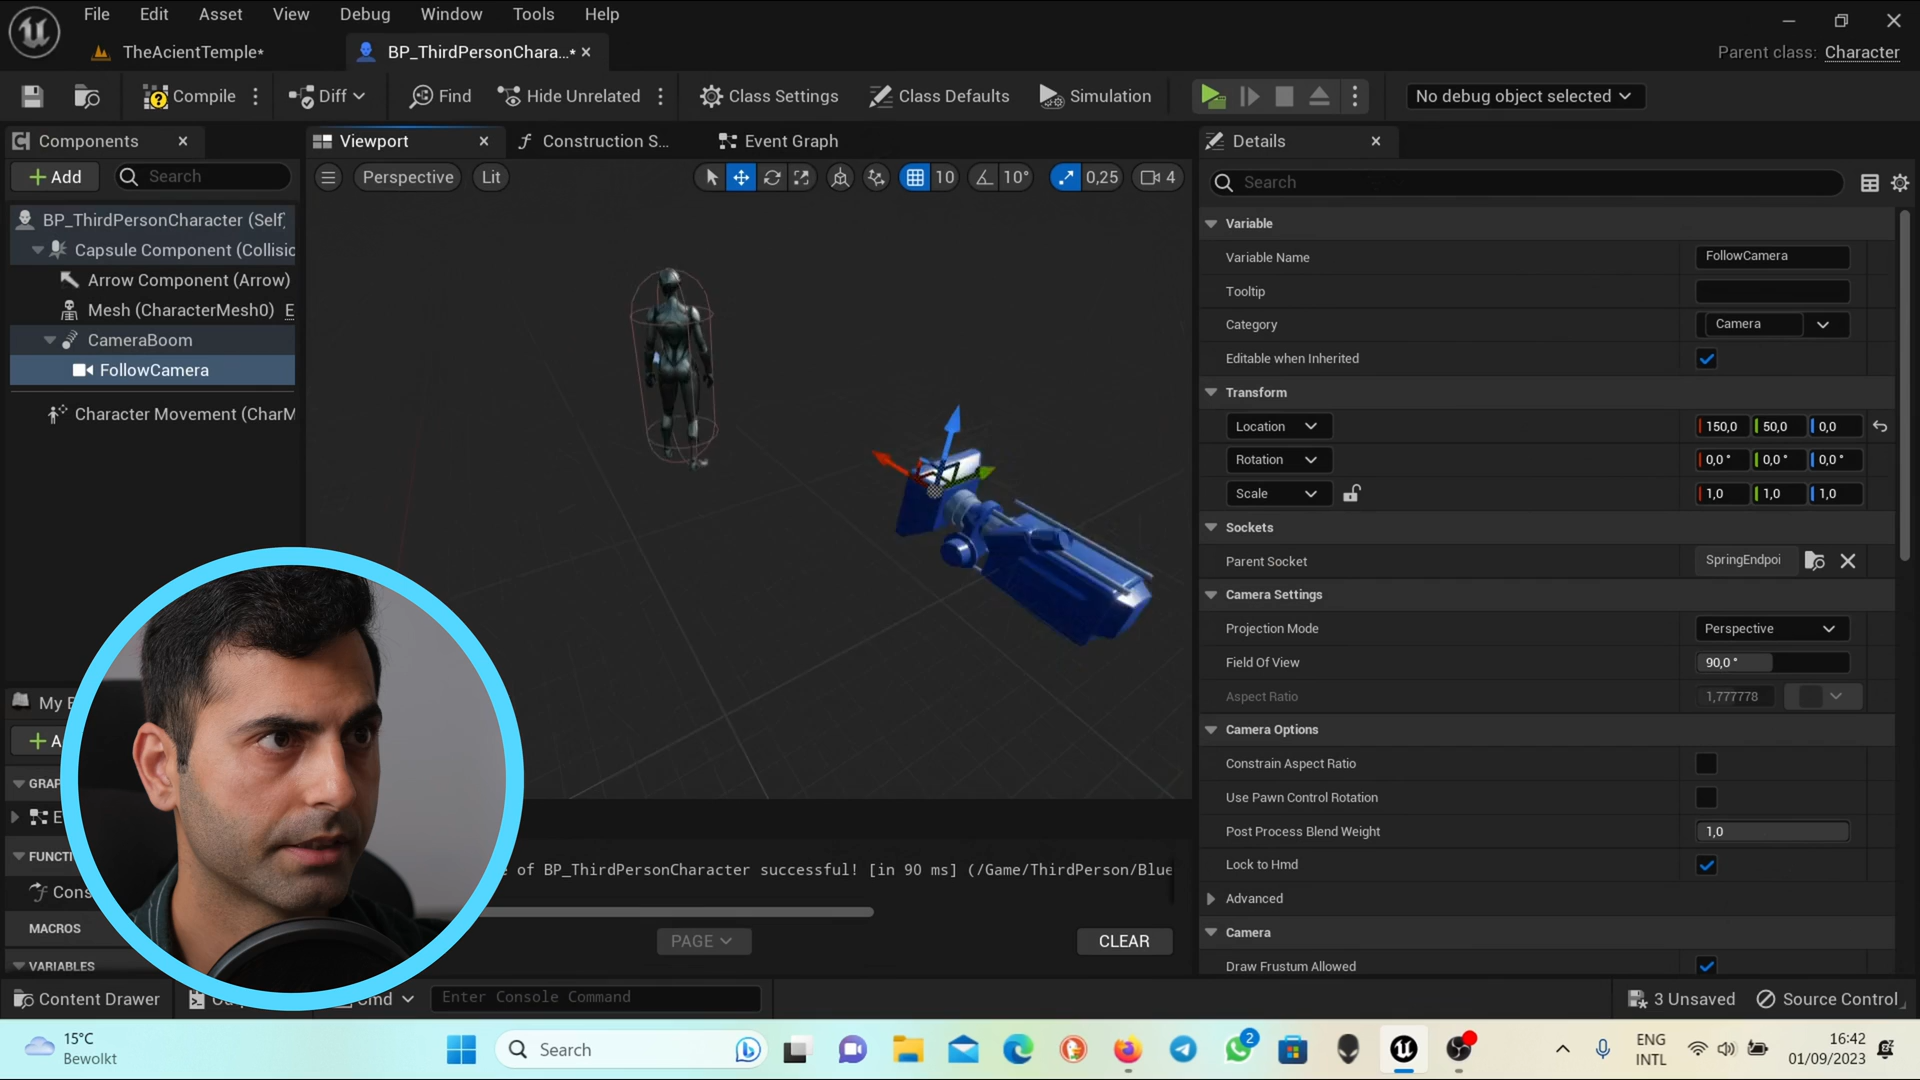 File Edit Asset View Debug Window Tools Help
TheAcientTemple*
BP_ThirdPersonChara...*
Parent class: Character
Compile
Diff
Find
Hide Unrelated
Class Settings
Class Defaults
Simulation
No debug object selected
Components
Viewport
Construction S...
Event Graph
Details
Add
Search
Perspective
Lit
10
10°
0,25
4
Search
BP_ThirdPersonCharacter (Self)
Capsule Component (Collisio
Arrow Component (Arrow)
Mesh (CharacterMesh0) E
CameraBoom
FollowCamera
Character Movement (CharM
Variable
Variable Name FollowCamera
Tooltip
Category Camera
Editable when Inherited
Transform
Location 150,0 50,0 0,0
Rotation 0,0 ° 0,0 ° 0,0 °
Scale 1,0 1,0 1,0
Sockets
Parent Socket SpringEndpoi
Camera Settings
Projection Mode Perspective
Field Of View 90,0 °
Aspect Ratio 1,777778
Camera Options
Constrain Aspect Ratio
Use Pawn Control Rotation
Post Process Blend Weight 1,0
Lock to Hmd
Advanced
Camera
Draw Frustum Allowed
My
GRAP
FUNCTI
Cons
MACROS
VARIABLES
of BP_ThirdPersonCharacter successful! [in 90 ms] (/Game/ThirdPerson/Blue
PAGE
CLEAR
Content Drawer
Cmd
Enter Console Command
3 Unsaved
Source Control
15°C
Bewolkt
Search
2
ENG
INTL
16:42
01/09/2023